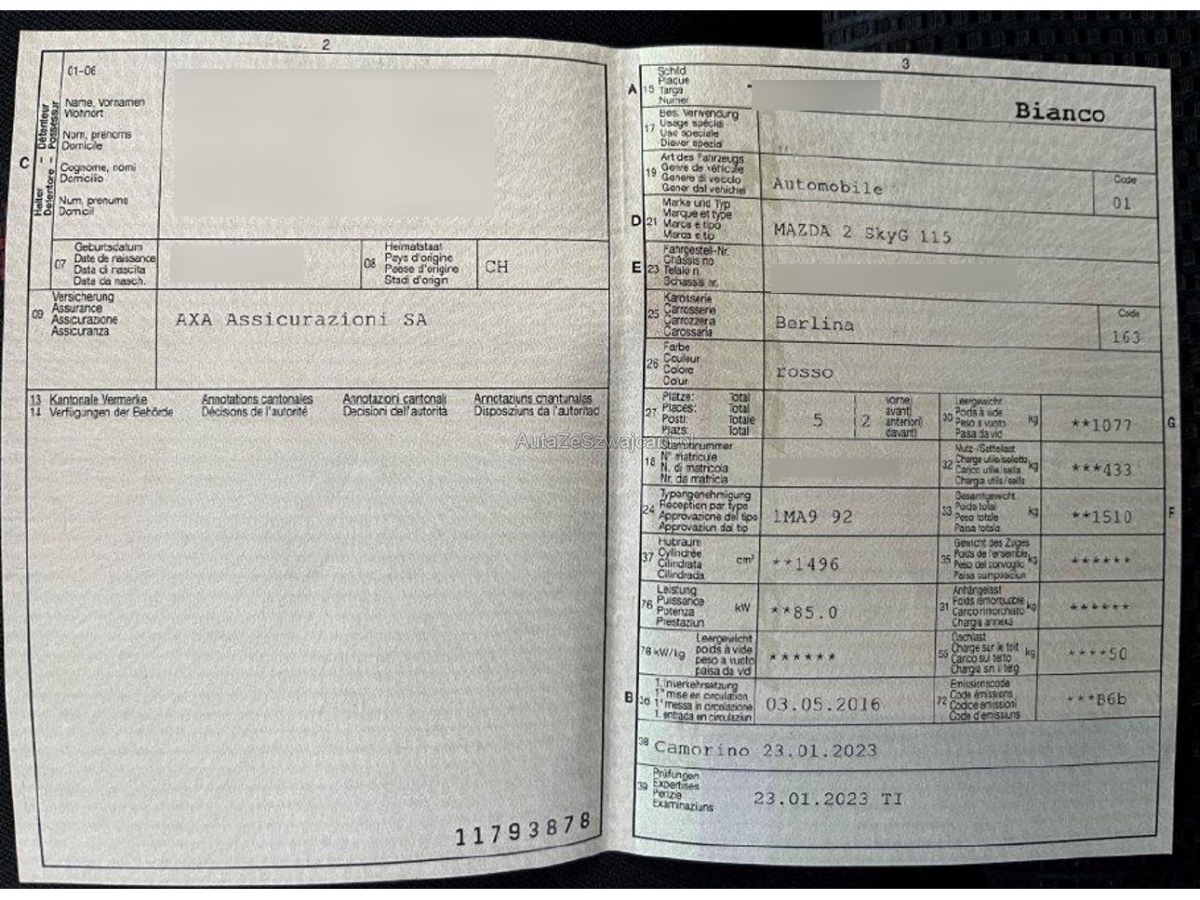 2
01-06
C
Halter - Détenteur
Detentore - Possessur
Name, Vornamen
Wohnort
Nom, prénoms
Domicile
Cognome, nomi
Domicilio
Num, prenums
Domicil
07
Geburtsdatum
Date de naissance
Data di nascita
Data da nasch.
08
Heimatstaat
Pays d'origine
Paese d'origine
Stadi d'origin
CH
09
Versicherung
Assurance
Assicurazione
Assicuranza
AXA Assicurazioni SA
13 Kantonale Vermerke Annotations cantonales Annotazioni cantonali Annotaziuns chantunalas
14 Verfügungen der Behörde Décisions de l'autorité Decisioni dell'autorità Disposiziuns da l'autoritad
11793878
3
A 15
Schild
Plaque
Targa
Numer
Bianco
17
Bes. Verwendung
Usage spécial
Uso speciale
Diever spezial
19
Art des Fahrzeugs
Genre de véhicule
Genere di veicolo
Gener dal vehichel
Automobile
Code
01
D 21
Marke und Typ
Marque et type
Marca e tipo
Marca e tip
MAZDA 2 SkyG 115
E 23
Fahrgestell-Nr.
Châssis no
Telaio n.
Schassis nr.
25
Karosserie
Carrosserie
Carrozzeria
Carossaria
Berlina
Code
163
26
Farbe
Couleur
Colore
Colur
rosso
27
Plätze: Total
Places: Total
Posti: Totale
Plazs: Total
5
2
vorne
avant
anteriori
davant
30
Leergewicht
Poids à vide
Peso a vuoto
Paisa da vid
kg
**1077
G
18
Stammnummer
N° matricule
N. di matricola
Nr. da matricla
32
Nutz-/Sattellast
Charge utile/sellette
Carico utile/sella
Chargia utila/sella
kg
***433
24
Typengenehmigung
Réception par type
Approvazione del tipo
Approvaziun dal tip
1MA9 92
33
Gesamtgewicht
Poids total
Peso totale
Paisa totala
kg
**1510
F
37
Hubraum
Cylindrée
Cilindrata
Cilindrada
cm³
**1496
35
Gewicht des Zuges
Poids de l'ensemble
Peso del convoglio
Paisa cumposiziun
kg
******
76
Leistung
Puissance
Potenza
Prestaziun
kW
**85.0
31
Anhängelast
Poids remorquable
Carico rimorchiato
Chargia annexa
kg
******
78 kW/kg
Leergewicht
poids à vide
peso a vuoto
paisa da vid
******
55
Dachlast
Charge sur le toit
Carico sul tetto
Chargia sin il tetg
kg
****50
B 36
1. Inverkehrsetzung
1re mise en circulation
1a messa in circolazione
1. entrada en circulaziun
03.05.2016
72
Emissionscode
Code émissions
Codice emissioni
Code d'emissiuns
***B6b
38
Camorino 23.01.2023
39
Prüfungen
Expertises
Perizie
Examinaziuns
23.01.2023 TI